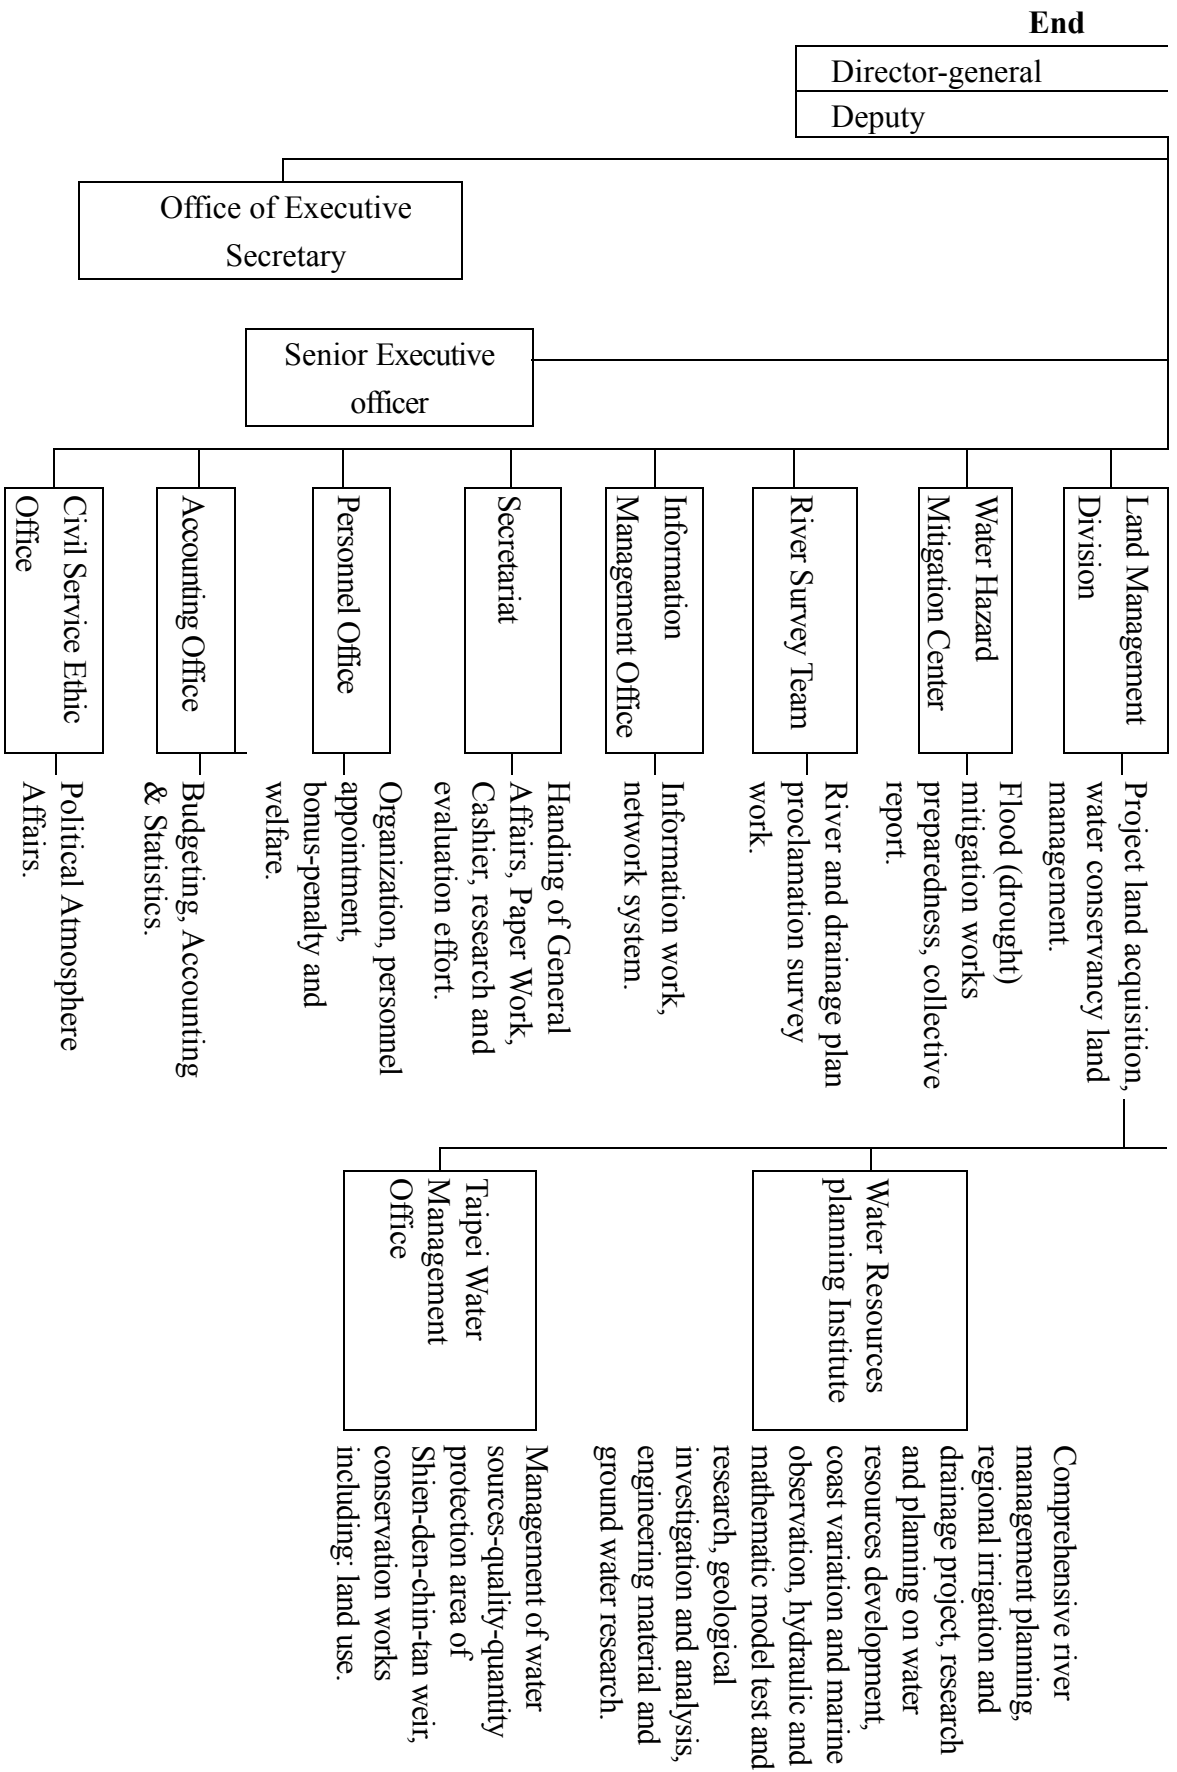 End
Director-general
Deputy
Office of Executive
Secretary
Senior Executive
officer
Land Management
Division
Water Hazard
Mitigation Center
River Survey Team
Information
Management Office
Secretariat
Personnel Office
Accounting Office
Civil Service Ethic
Office
Project land acquisition,
water conservancy land
management.
Flood (drought)
mitigation works
preparedness, collective
report.
River and drainage plan
proclamation survey
work.
Information work,
network system.
Handing of General
Affairs, Paper Work,
Cashier, research and
evaluation effort.
Organization, personnel
appointment,
bonus-penalty and
welfare.
Budgeting, Accounting
& Statistics.
Political Atmosphere
Affairs.
Water Resources
planning Institute
Taipei Water
Management
Office
Comprehensive river
management planning,
regional irrigation and
drainage project, research
and planning on water
resources development,
coast variation and marine
observation, hydraulic and
mathematic model test and
research, geological
investigation and analysis,
engineering material and
ground water research.
Management of water
sources-quality-quantity
protection area of
Shien-den-chin-tan weir,
conservation works
including: land use.